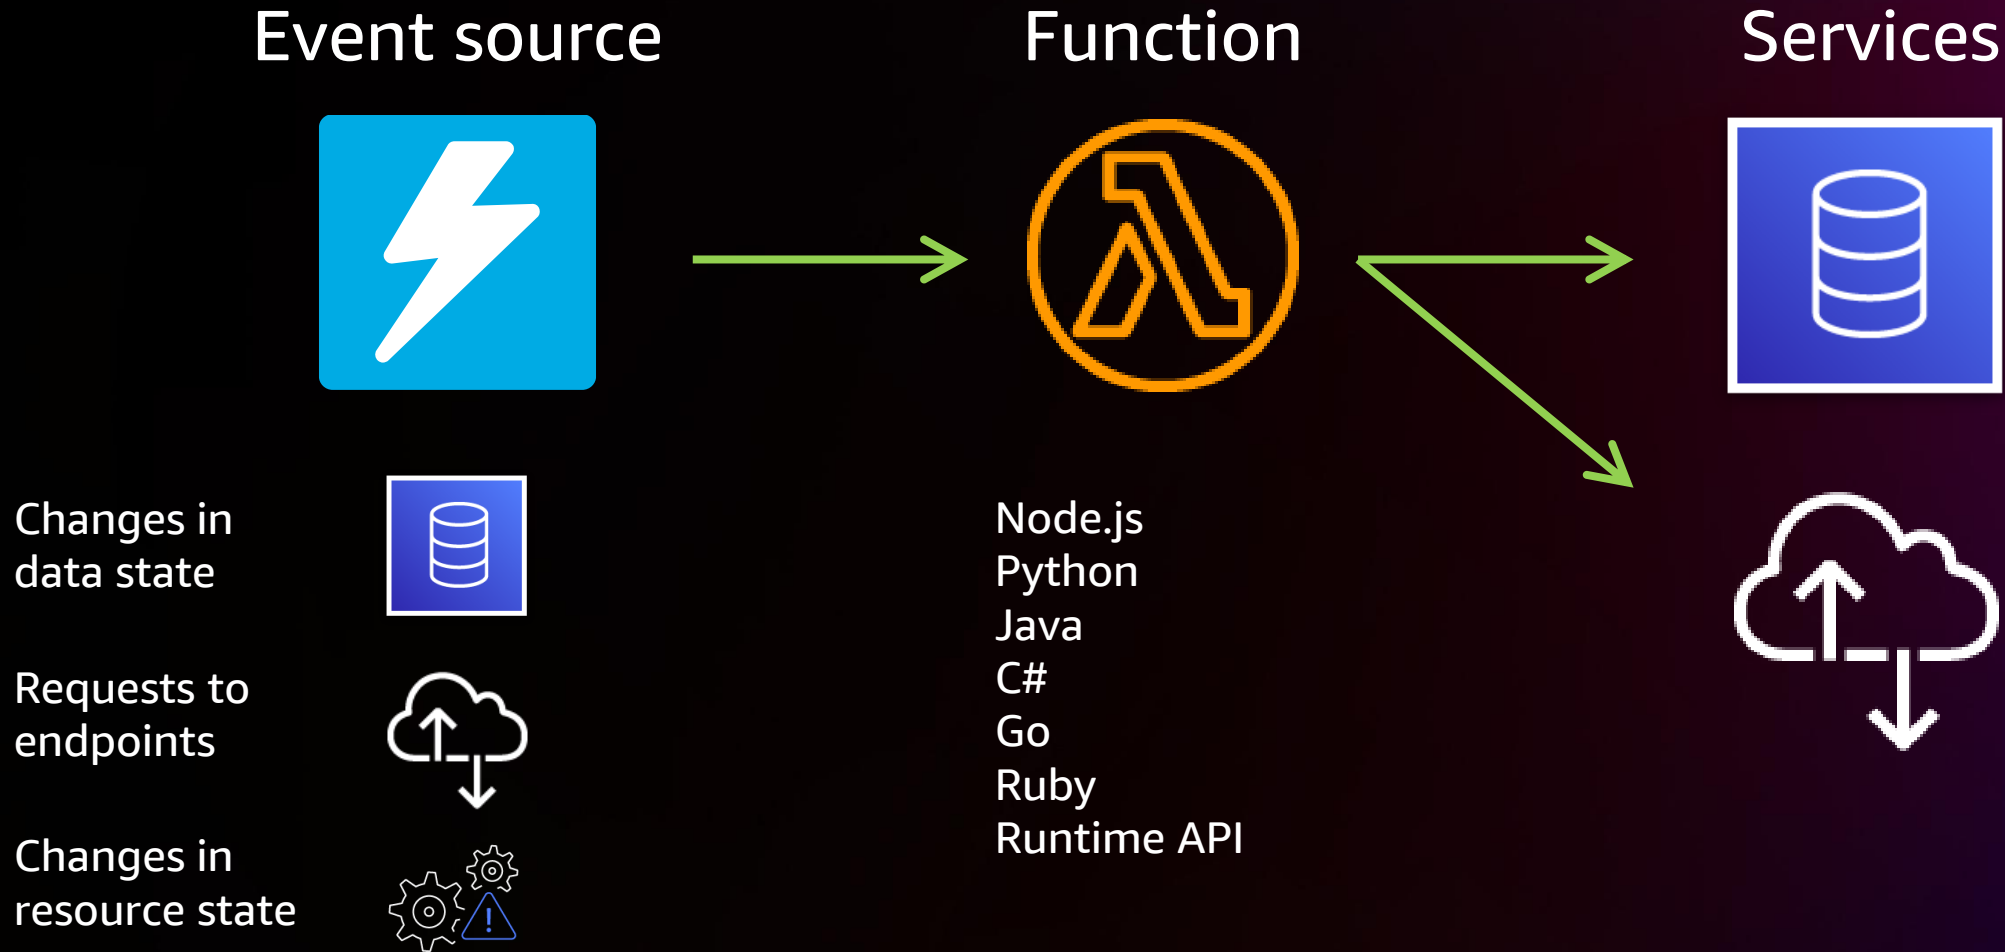 Event source
Function
Services
Changes in
data state
Requests to
endpoints
Changes in
resource state
Node.js
Python
Java
C#
Go
Ruby
Runtime API